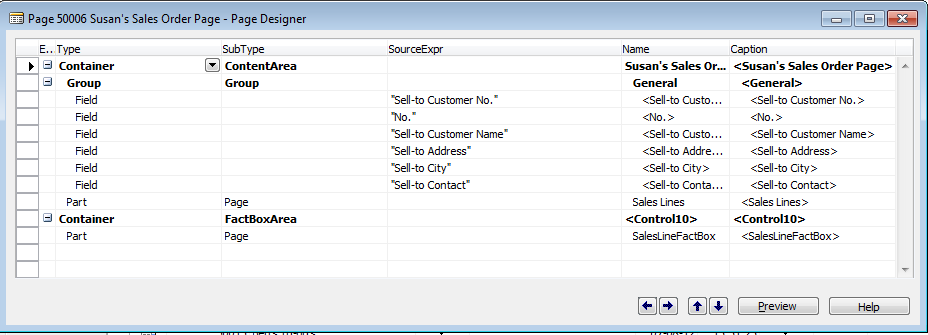 Page 50006 Susan's Sales Order Page - Page Designer
E.. Type SubType SourceExpr Name Caption
Container ContentArea Susan's Sales Or... <Susan's Sales Order Page>
Group Group General <General>
Field "Sell-to Customer No." <Sell-to Custo... <Sell-to Customer No.>
Field "No." <No.> <No.>
Field "Sell-to Customer Name" <Sell-to Custo... <Sell-to Customer Name>
Field "Sell-to Address" <Sell-to Addre... <Sell-to Address>
Field "Sell-to City" <Sell-to City> <Sell-to City>
Field "Sell-to Contact" <Sell-to Conta... <Sell-to Contact>
Part Page Sales Lines <Sales Lines>
Container FactBoxArea <Control10> <Control10>
Part Page SalesLineFactBox <SalesLineFactBox>
Preview Help